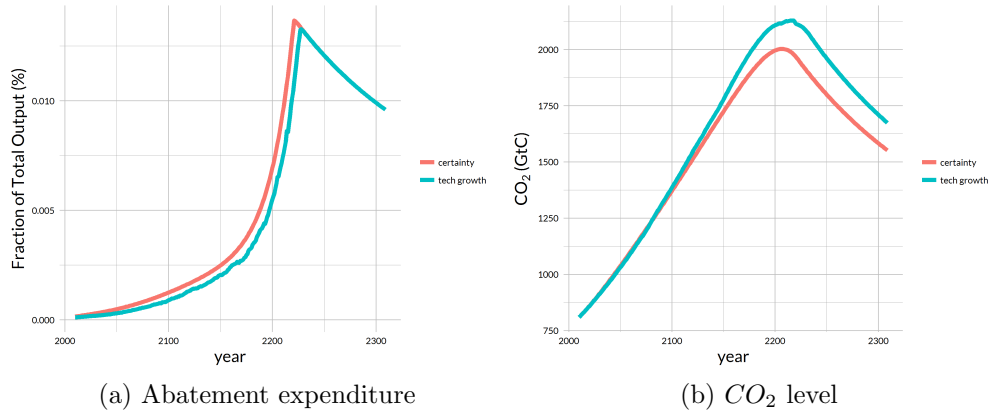 Fraction of Total Output (%)
0.010
0.005
0.000
2000
2100
2200
2300
year
certainty
tech growth
(a) Abatement expenditure
CO2 (GtC)
2000
1750
1500
1250
1000
750
2000
2100
2200
2300
year
certainty
tech growth
(b) CO2 level